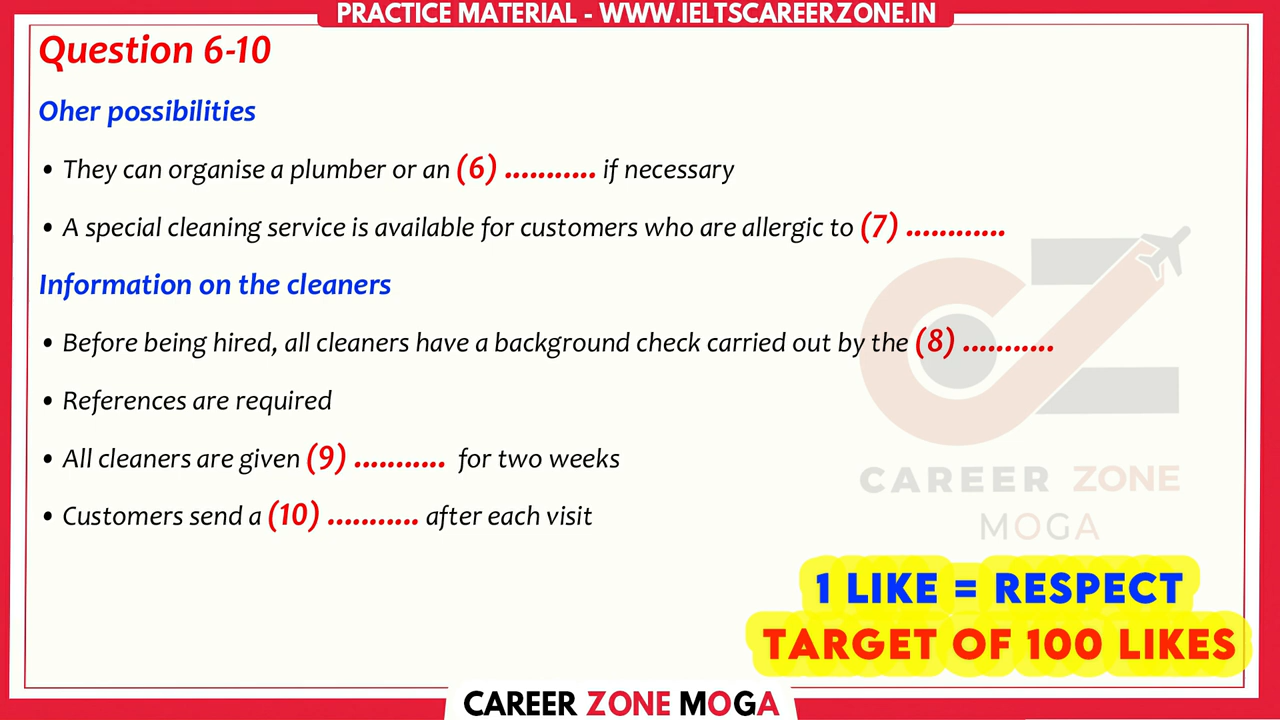 PRACTICE MATERIAL - WWW.IELTSCAREERZONE.IN
Question 6-10
Oher possibilities
• They can organise a plumber or an (6) ........... if necessary
• A special cleaning service is available for customers who are allergic to (7) ............
Information on the cleaners
• Before being hired, all cleaners have a background check carried out by the (8) ...........
• References are required
• All cleaners are given (9) ........... for two weeks
• Customers send a (10) ........... after each visit
CAREER ZONE
MOGA
1 LIKE = RESPECT
TARGET OF 100 LIKES
CAREER ZONE MOGA